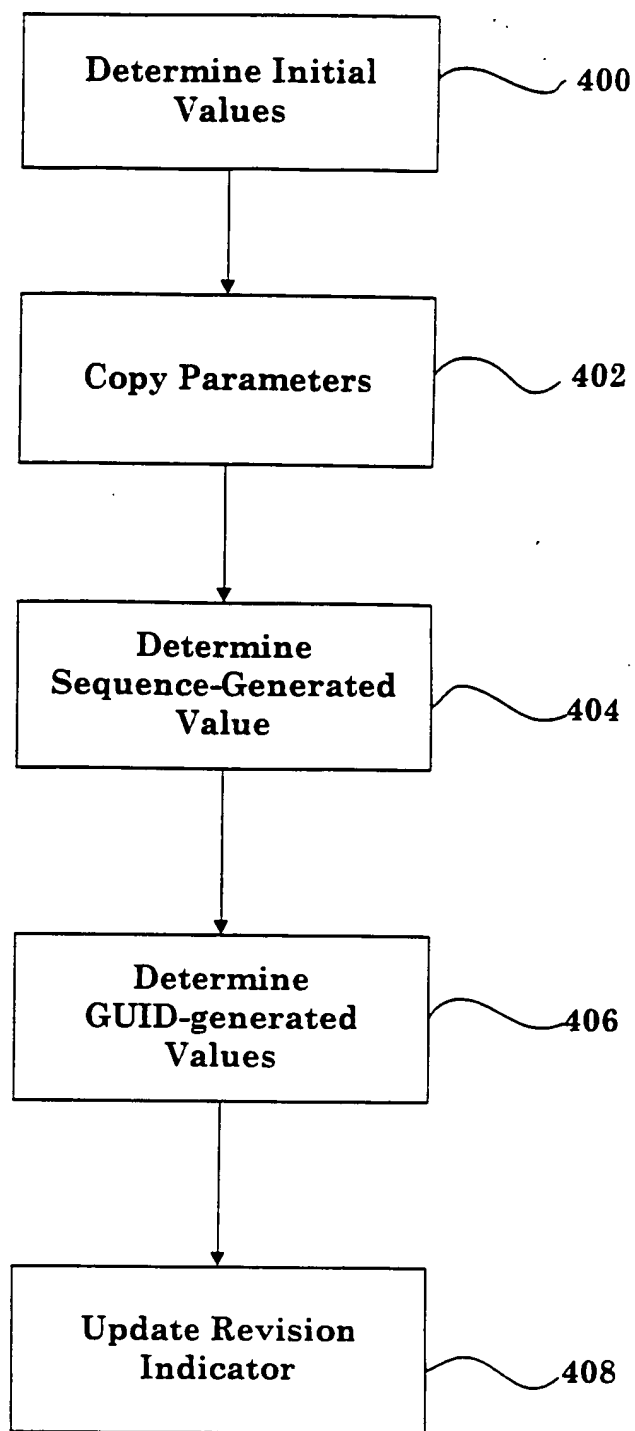 Determine Initial
Values
400
Copy Parameters
402
Determine
Sequence-Generated
Value
404
Determine
GUID-generated
Values
406
Update Revision
Indicator
408